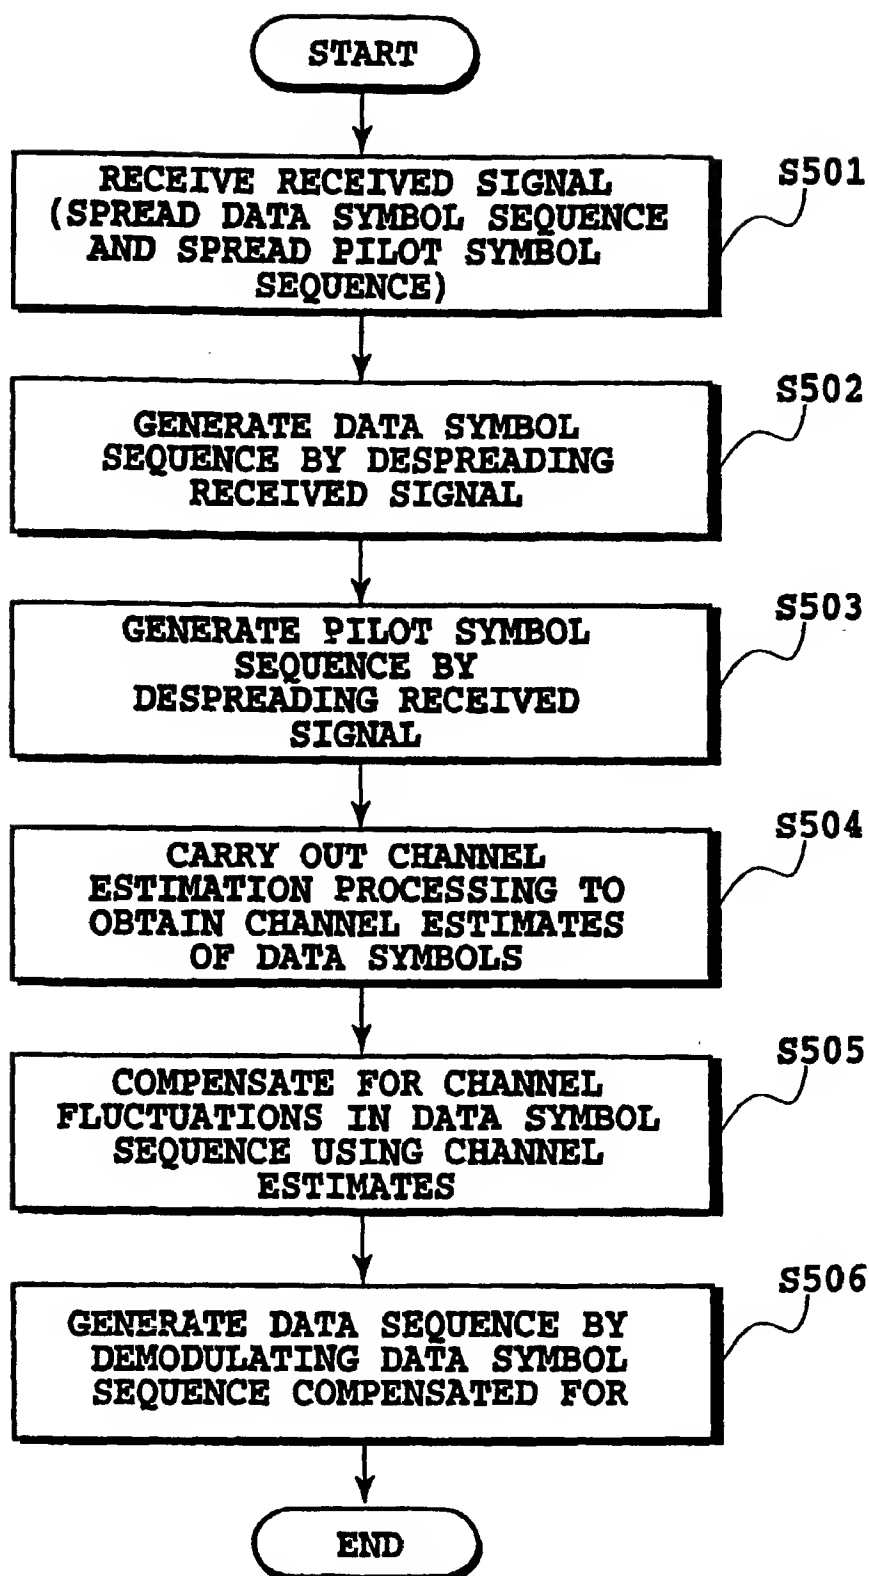 START
RECEIVE RECEIVED SIGNAL
(SPREAD DATA SYMBOL SEQUENCE
AND SPREAD PILOT SYMBOL
SEQUENCE)
S501
GENERATE DATA SYMBOL
SEQUENCE BY DESPREADING
RECEIVED SIGNAL
S502
GENERATE PILOT SYMBOL
SEQUENCE BY
DESPREADING RECEIVED
SIGNAL
S503
CARRY OUT CHANNEL
ESTIMATION PROCESSING TO
OBTAIN CHANNEL ESTIMATES
OF DATA SYMBOLS
S504
COMPENSATE FOR CHANNEL
FLUCTUATIONS IN DATA SYMBOL
SEQUENCE USING CHANNEL
ESTIMATES
S505
GENERATE DATA SEQUENCE BY
DEMODULATING DATA SYMBOL
SEQUENCE COMPENSATED FOR
S506
END